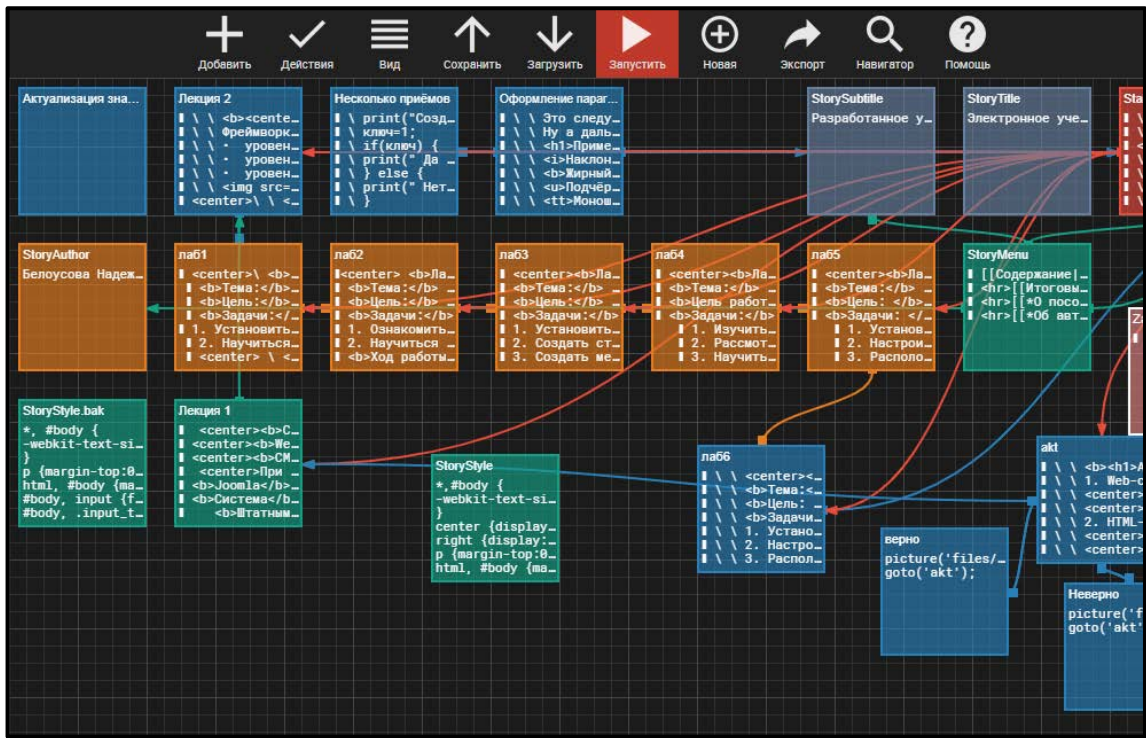 Добавить
Действия
Вид
Сохранить
Загрузить
Запустить
Новая
Экспорт
Навигатор
Помощь
Актуализация зна...
Лекция 2
\ \ <b><cente…
\ \ Фреймворк…
\ \ · уровен…
\ \ · уровен…
\ \ · уровен…
\ \ <img src=…
<center>\ \ <…
Несколько приёмов
\ print("Созд…
\ ключ=1;
\ if(ключ) {
\ print(" Да …
\ } else {
\ print(" Нет…
\ }
Оформление параг...
\ \ Это следу…
\ \ Ну а даль…
\ \ <h1>Приме…
\ \ <i>Наклон…
\ \ <b>Жирный…
\ \ <u>Подчёр…
\ \ <tt>Монош…
StorySubtitle
Разработанное у…
StoryTitle
Электронное уче…
Sta
StoryAuthor
Белоусова Надеж…
лаб1
<center>\ <b>…
<b>Тема:</b> …
<b>Цель:</b> …
<b>Задачи:</…
1. Установить…
2. Научиться…
<center> \ <…
лаб2
<center> <b>Ла…
<b>Тема:</b> …
<b>Цель:</b> …
<b>Задачи:</b>…
1. Ознакомить…
2. Научиться …
<b>Ход работы…
лаб3
<center><b>Ла…
<b>Тема:</b> …
<b>Цель:</b> …
<b>Задачи:</b>…
1. Установить…
2. Создать ст…
3. Создать ме…
лаб4
<center><b>Ла…
<b>Тема:</b> …
<b>Цель работ…
<b>Задачи:</b>…
1. Изучить…
2. Рассмот…
3. Научить…
лаб5
<center><b>Ла…
<b>Тема:</b> …
<b>Цель: </b>…
<b>Задачи: </…
1. Установ…
2. Настрои…
3. Располо…
StoryMenu
[[Содержание|…
<hr>[[Итоговы…
<hr>[[*О посо…
<hr>[[*Об авт…
StoryStyle.bak
*, #body {
-webkit-text-si…
}
p {margin-top:0…
html, #body {ma…
#body, input {f…
#body, .input_t…
Лекция 1
<center><b>С…
<center><b>We…
<center><b>CM…
<center>При …
<b>Joomla</b>…
<b>Система</b…
<b>Штатным…
StoryStyle
*,#body {
-webkit-text-si…
}
center {display…
right {display:…
p {margin-top:0…
html, #body {ma…
лаб6
\ \ <center><…
\ \ <b>Тема:<…
\ \ <b>Цель: …
\ \ <b>Задачи…
\ \ 1. Устано…
\ \ 2. Настро…
\ \ 3. Распол…
akt
\ \ <b><h1>А
\ \ 1. Web-с
\ \ <center>
\ \ <center>
\ \ 2. HTML
\ \ <center>
\ \ <center>
верно
picture('files/…
goto('akt');
Неверно
picture('f
goto('akt'